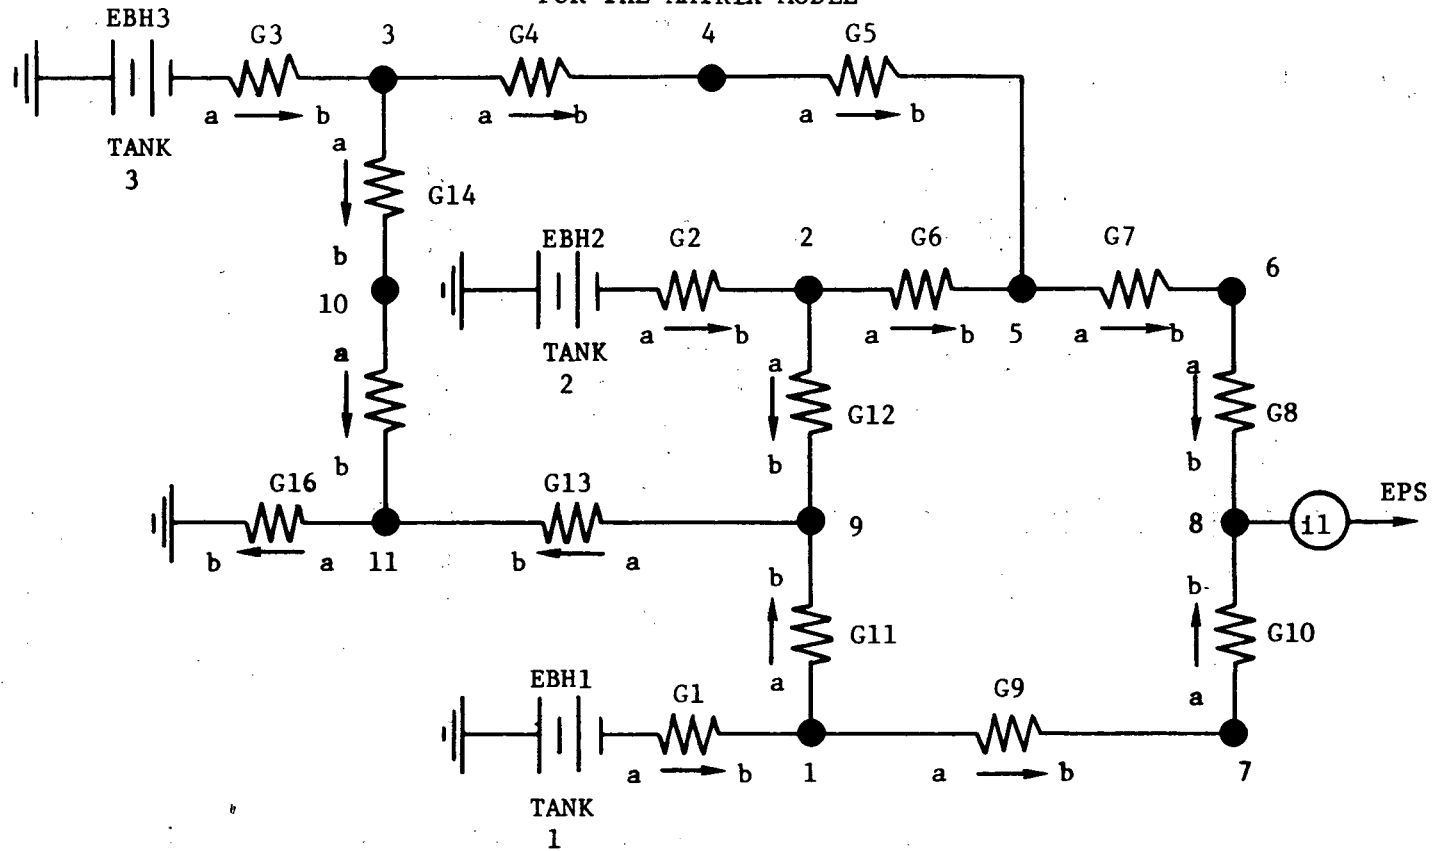 EBH3
G3 3 G4 4 G5
a b a b a b
TANK
3
a
G14
b
EBH2 G2 2 G6 G7 6
10
a b a b 5 a b
TANK
2
a a a
G12 G8
b b b
G16 G13 EPS
9 8 i1
b a 11 b a
b b
G11 G10
a a
EBH1 G1 G9
a b 1 a b 7
TANK
1